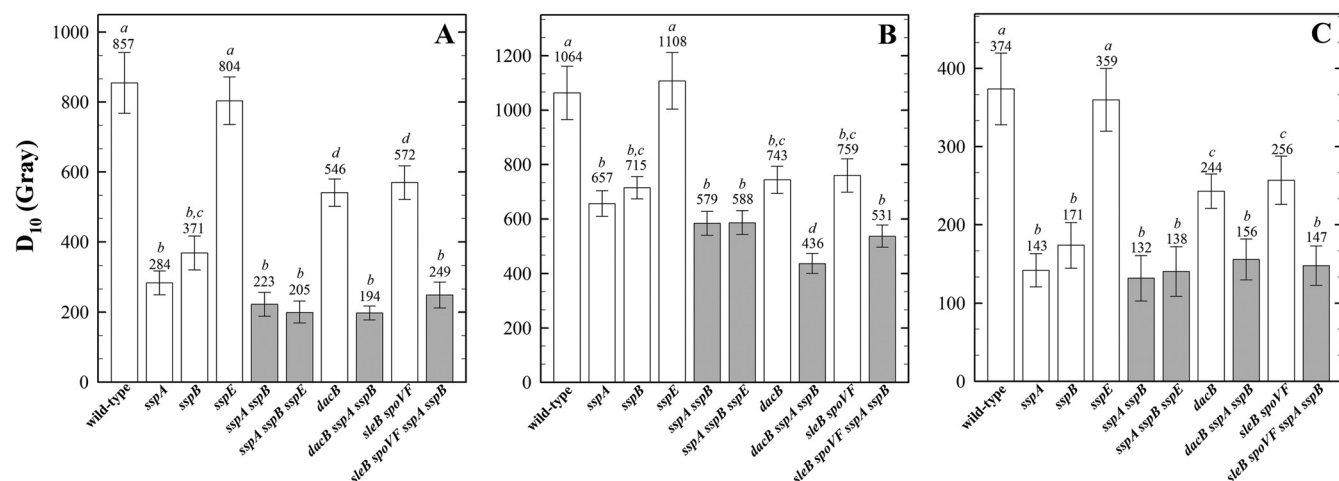 D10 (Gray)
A
1000
800
600
400
200
0
a
857
b
284
b,c
371
a
804
b
223
b
205
d
546
b
194
d
572
b
249
wild-type
sspA
sspB
sspE
sspA sspB
sspA sspB sspE
dacB
dacB sspA sspB
sleB spoVF
sleB spoVF sspA sspB
B
1200
1000
800
600
400
200
0
a
1064
b
657
b,c
715
a
1108
b
579
b
588
b,c
743
d
436
b,c
759
b
531
wild-type
sspA
sspB
sspE
sspA sspB
sspA sspB sspE
dacB
dacB sspA sspB
sleB spoVF
sleB spoVF sspA sspB
C
400
300
200
100
0
a
374
b
143
b
171
a
359
b
132
b
138
c
244
b
156
c
256
b
147
wild-type
sspA
sspB
sspE
sspA sspB
sspA sspB sspE
dacB
dacB sspA sspB
sleB spoVF
sleB spoVF sspA sspB